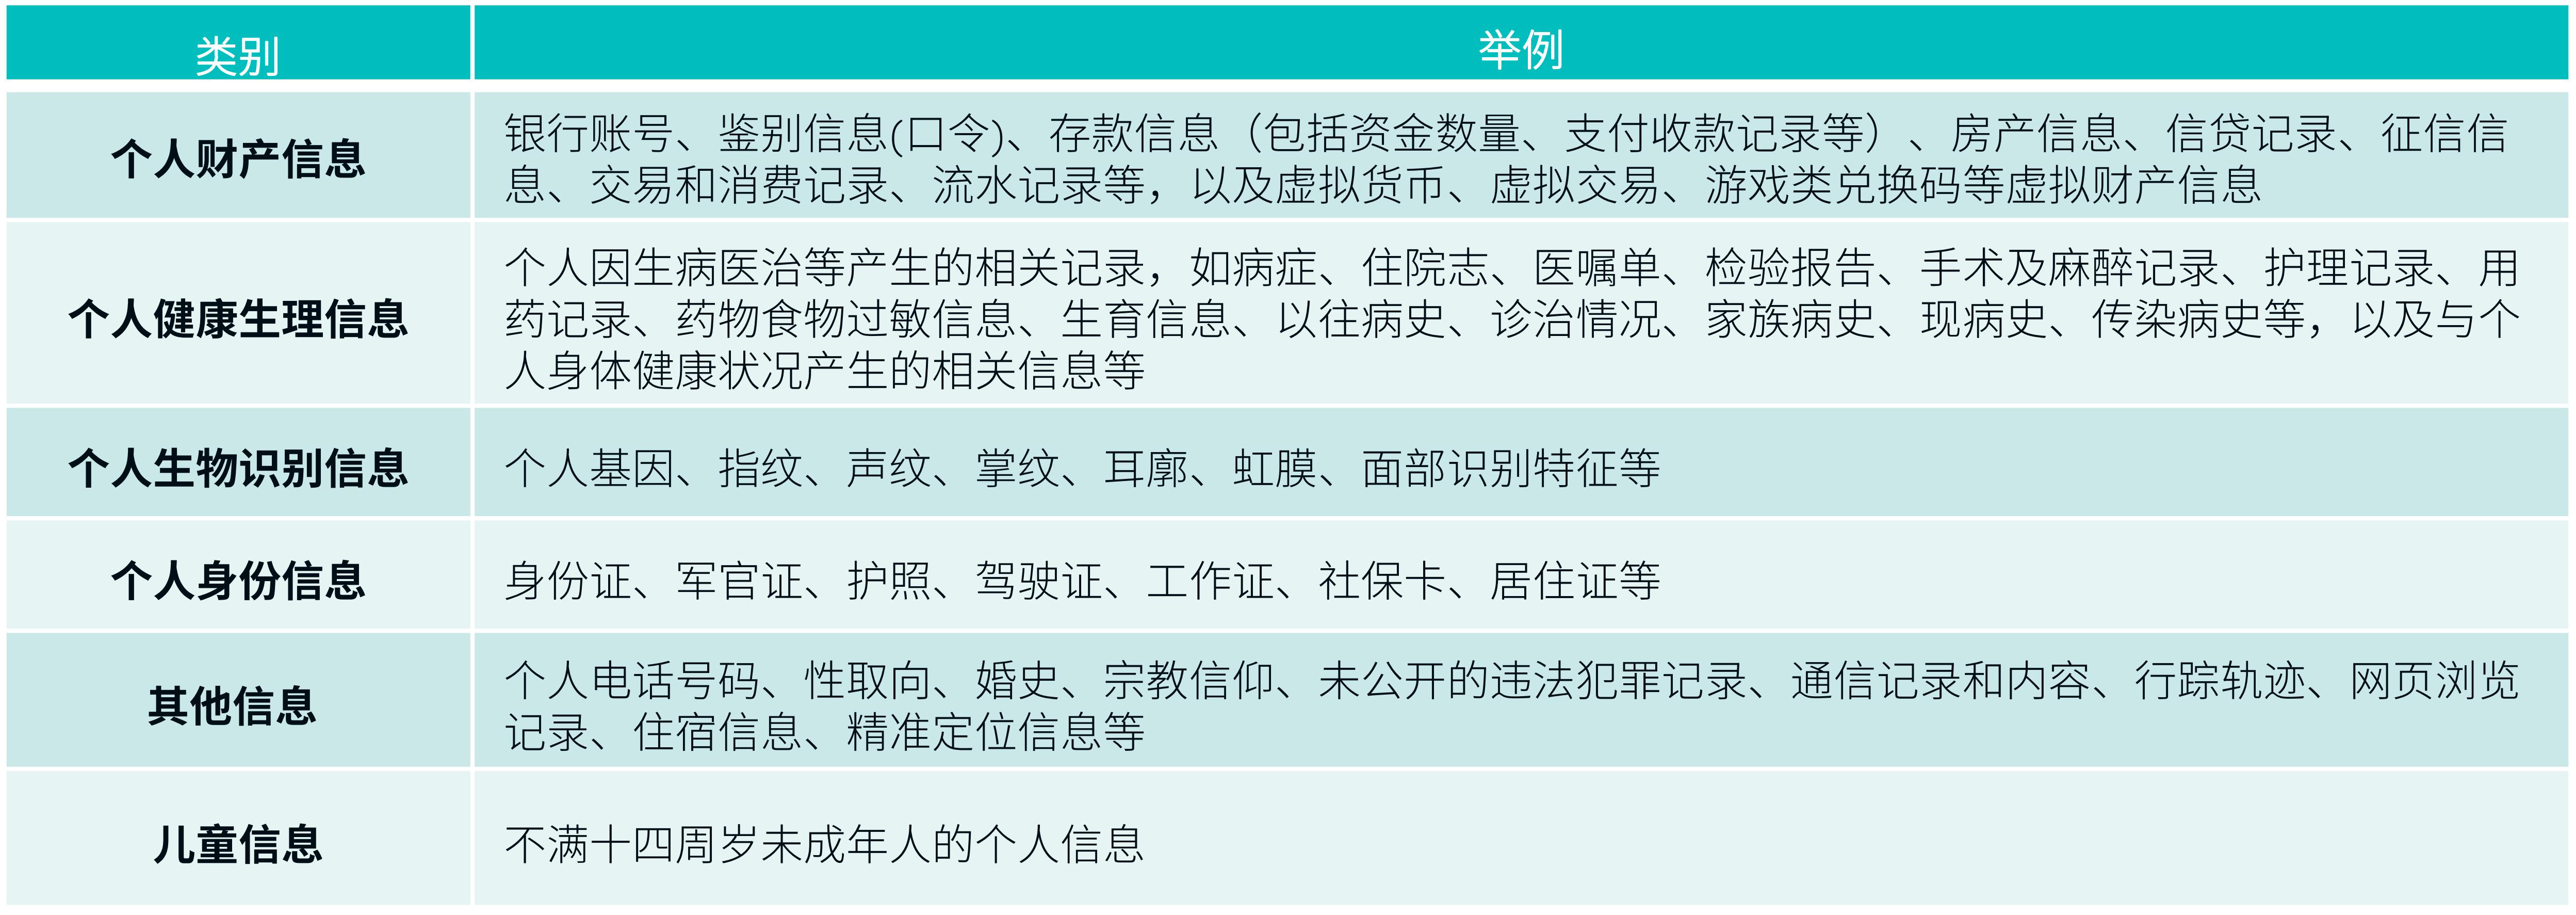 类别
举例
个人财产信息
银行账号、鉴别信息(口令)、存款信息（包括资金数量、支付收款记录等）、房产信息、信贷记录、征信信
息、交易和消费记录、流水记录等，以及虚拟货币、虚拟交易、游戏类兑换码等虚拟财产信息
个人健康生理信息
个人因生病医治等产生的相关记录，如病症、住院志、医嘱单、检验报告、手术及麻醉记录、护理记录、用
药记录、药物食物过敏信息、生育信息、以往病史、诊治情况、家族病史、现病史、传染病史等，以及与个
人身体健康状况产生的相关信息等
个人生物识别信息
个人基因、指纹、声纹、掌纹、耳廓、虹膜、面部识别特征等
个人身份信息
身份证、军官证、护照、驾驶证、工作证、社保卡、居住证等
其他信息
个人电话号码、性取向、婚史、宗教信仰、未公开的违法犯罪记录、通信记录和内容、行踪轨迹、网页浏览
记录、住宿信息、精准定位信息等
儿童信息
不满十四周岁未成年人的个人信息